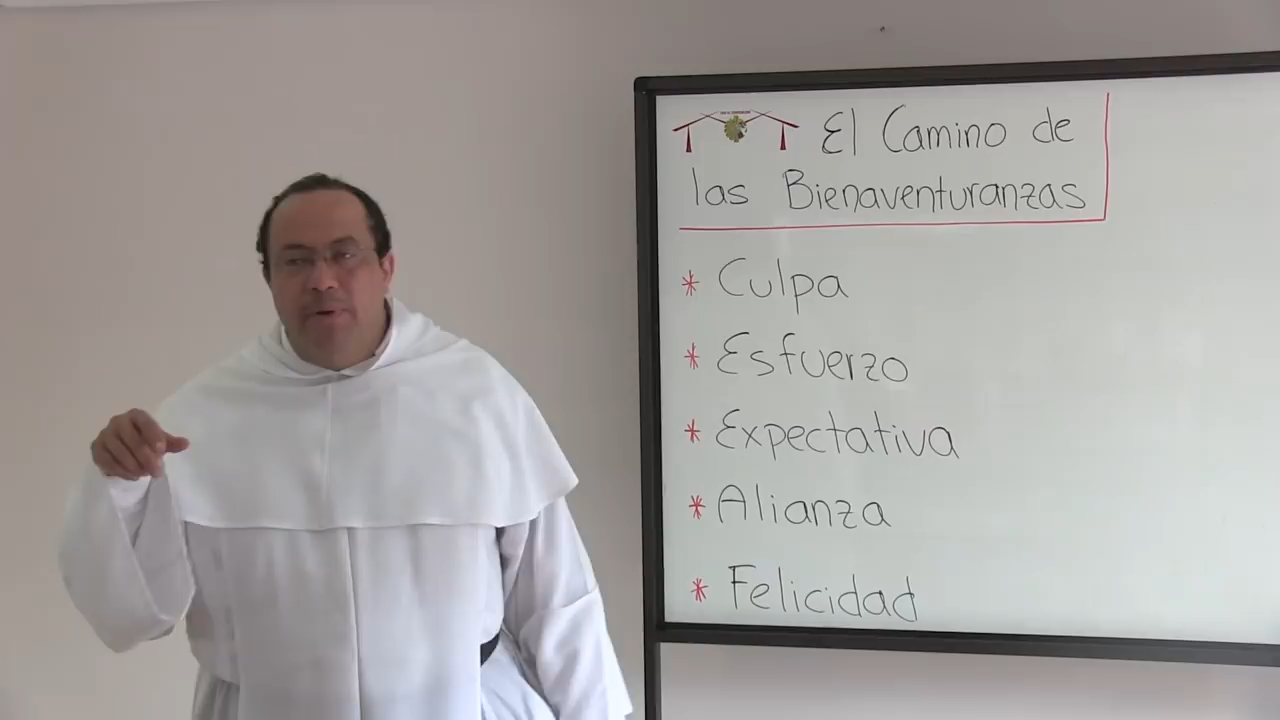 El Camino de
las Bienaventuranzas
* Culpa
* Esfuerzo
* Expectativa
* Alianza
* Felicidad